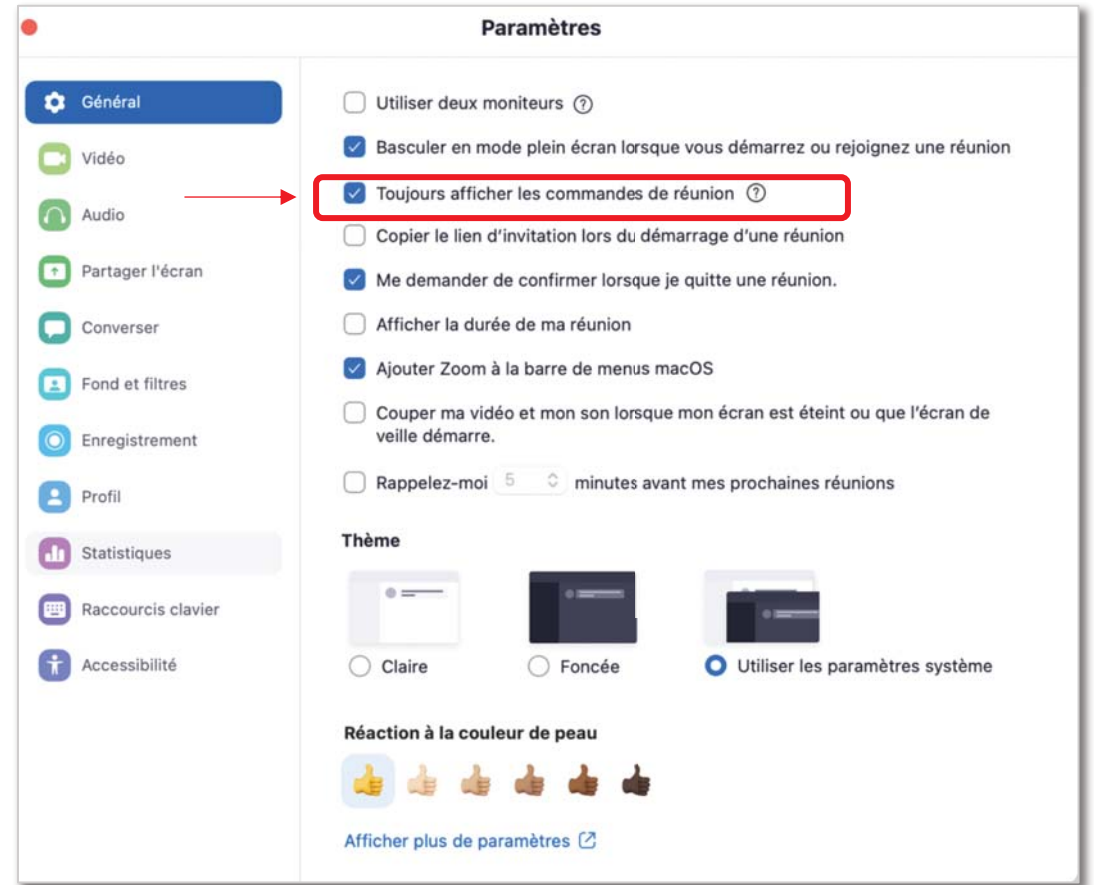 Paramètres
Général
Vidéo
Audio
Partager l'écran
Converser
Fond et filtres
Enregistrement
Profil
Statistiques
Raccourcis clavier
Accessibilité
Utiliser deux moniteurs ?
Basculer en mode plein écran lorsque vous démarrez ou rejoignez une réunion
Toujours afficher les commandes de réunion ?
Copier le lien d'invitation lors du démarrage d'une réunion
Me demander de confirmer lorsque je quitte une réunion.
Afficher la durée de ma réunion
Ajouter Zoom à la barre de menus macOS
Couper ma vidéo et mon son lorsque mon écran est éteint ou que l'écran de
veille démarre.
Rappelez-moi 5 minutes avant mes prochaines réunions
Thème
Claire Foncée Utiliser les paramètres système
Réaction à la couleur de peau
Afficher plus de paramètres